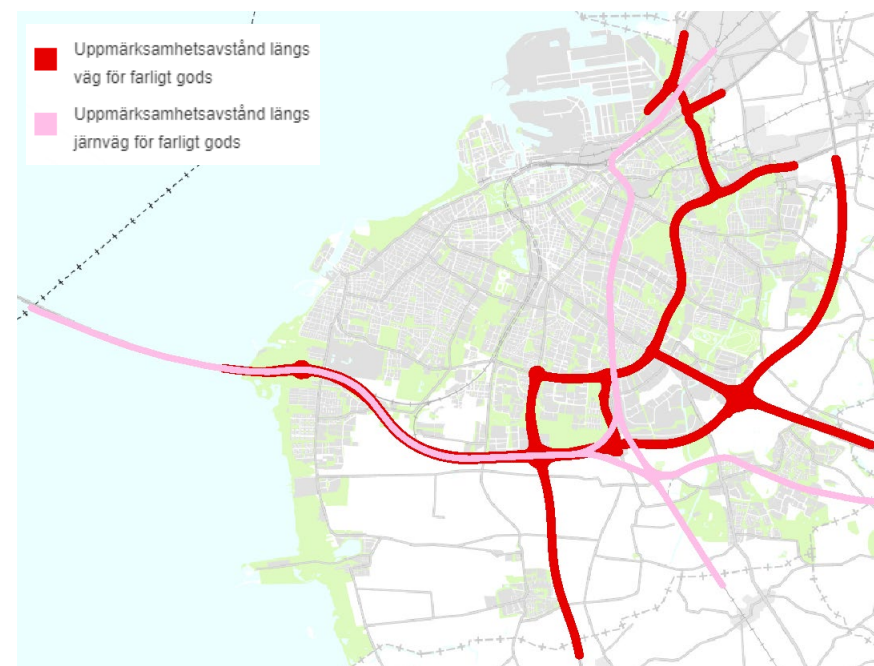 Uppmärksamhetsavstånd längs
väg för farligt gods
Uppmärksamhetsavstånd längs
järnväg för farligt gods